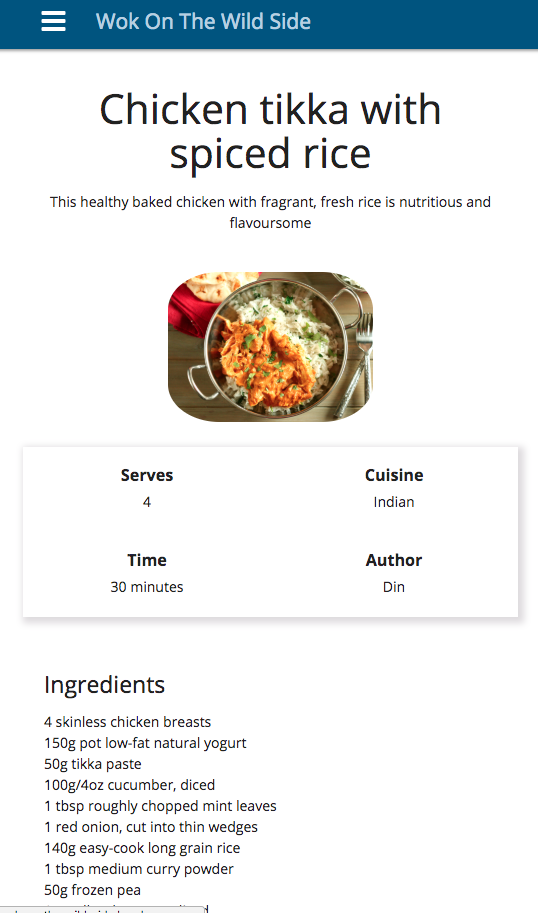 Wok On The Wild Side
Chicken tikka with
spiced rice
This healthy baked chicken with fragrant, fresh rice is nutritious and
flavoursome
Serves
4
Cuisine
Indian
Time
30 minutes
Author
Din
Ingredients
4 skinless chicken breasts
150g pot low-fat natural yogurt
50g tikka paste
100g/4oz cucumber, diced
1 tbsp roughly chopped mint leaves
1 red onion, cut into thin wedges
140g easy-cook long grain rice
1 tbsp medium curry powder
50g frozen pea